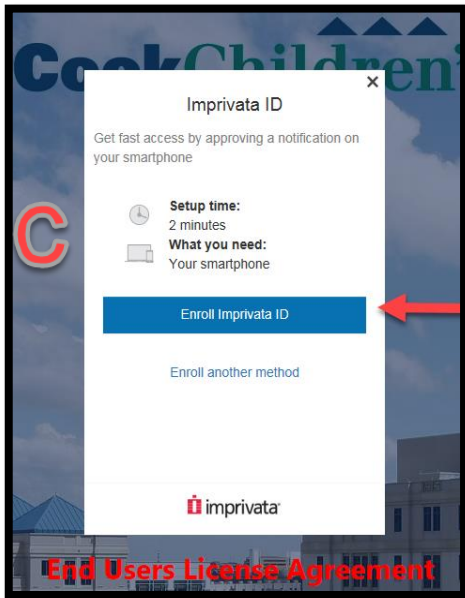 CookChildren's
×
Imprivata ID
Get fast access by approving a notification on
your smartphone
C
Setup time:
2 minutes
What you need:
Your smartphone
Enroll Imprivata ID
Enroll another method
imprivata
End Users License Agreement